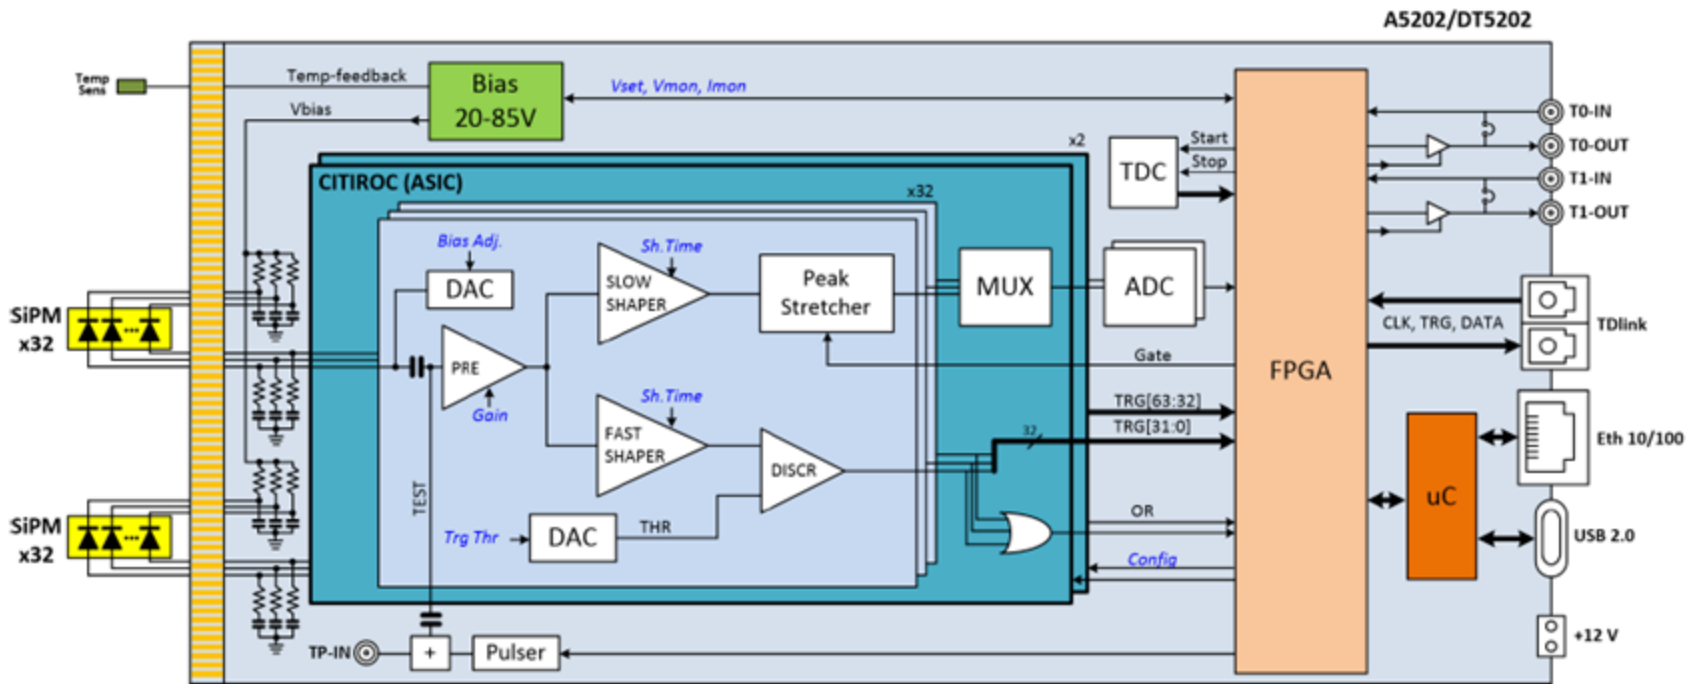 A5202/DT5202
Temp
Sens
Temp-feedback
Bias
20-85V
Vset, Vmon, Imon
Vbias
T0-IN
T0-OUT
T1-IN
T1-OUT
x2
Start
Stop
TDC
CITIROC (ASIC)
x32
Bias Adj.
DAC
Sh.Time
SLOW
SHAPER
Peak
Stretcher
MUX
ADC
SiPM
x32
PRE
Gain
Gate
FPGA
CLK, TRG, DATA
TDlink
Sh.Time
FAST
SHAPER
DISCR
TRG[63:32]
TRG[31:0]
32
Eth 10/100
uC
TEST
Trg Thr
DAC
THR
OR
Config
USB 2.0
SiPM
x32
TP-IN
+
Pulser
+12 V